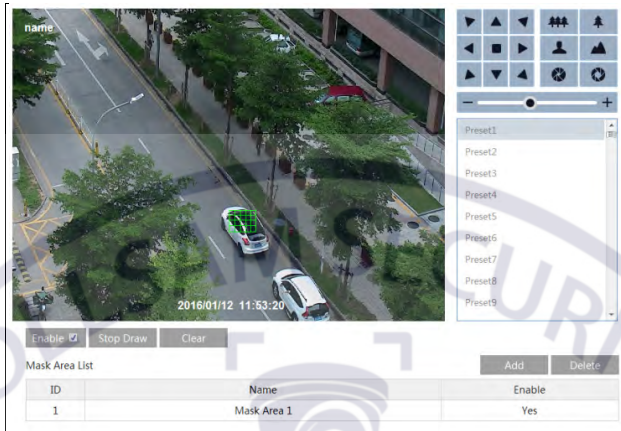 name
2016/01/12 11:53:20
Preset1
Preset2
Preset3
Preset4
Preset5
Preset6
Preset7
Preset8
Preset9
Enable Stop Draw Clear
Mask Area List Add Delete
ID Name Enable
1 Mask Area 1 Yes